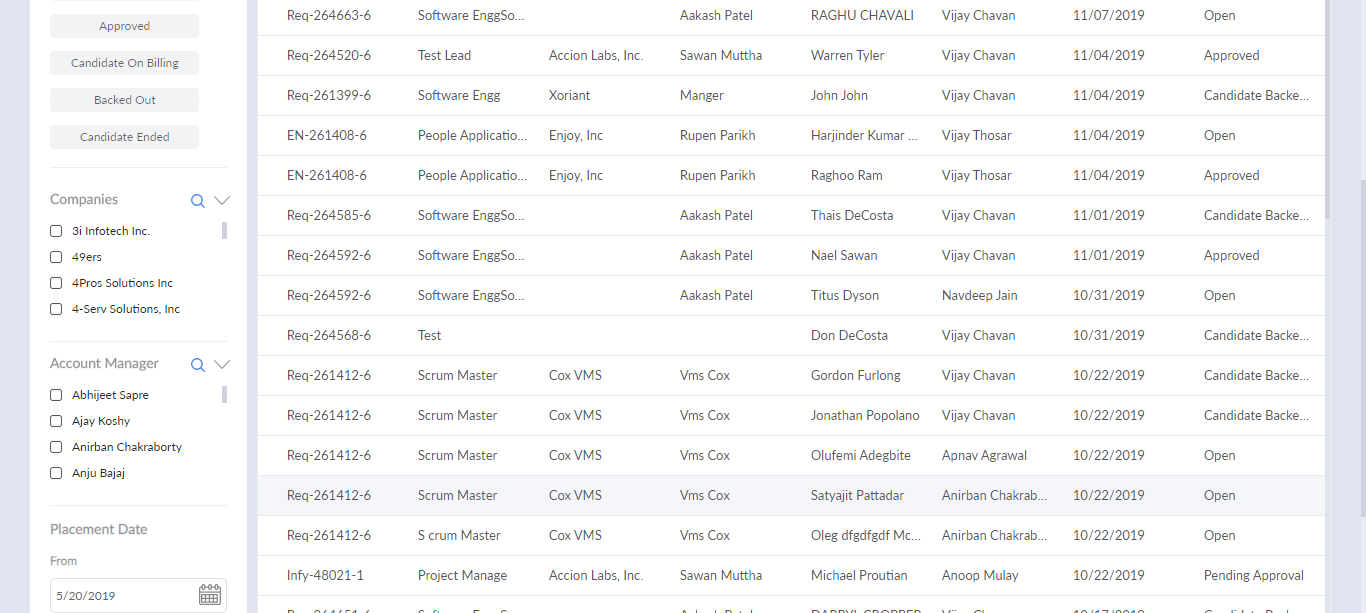 Approved
Candidate On Billing
Backed Out
Candidate Ended
Companies
3i Infotech Inc.
49ers
4Pros Solutions Inc
4-Serv Solutions, Inc
Account Manager
Abhijeet Sapre
Ajay Koshy
Anirban Chakraborty
Anju Bajaj
Placement Date
From
5/20/2019
Req-264663-6 Software EnggSo... Aakash Patel RAGHU CHAVALI Vijay Chavan 11/07/2019 Open
Req-264520-6 Test Lead Accion Labs, Inc. Sawan Muttha Warren Tyler Vijay Chavan 11/04/2019 Approved
Req-261399-6 Software Engg Xoriant Manger John John Vijay Chavan 11/04/2019 Candidate Backe...
EN-261408-6 People Applicatio... Enjoy, Inc Rupen Parikh Harjinder Kumar ... Vijay Thosar 11/04/2019 Open
EN-261408-6 People Applicatio... Enjoy, Inc Rupen Parikh Raghoo Ram Vijay Thosar 11/04/2019 Approved
Req-264585-6 Software EnggSo... Aakash Patel Thais DeCosta Vijay Chavan 11/01/2019 Candidate Backe...
Req-264592-6 Software EnggSo... Aakash Patel Nael Sawan Vijay Chavan 11/01/2019 Approved
Req-264592-6 Software EnggSo... Aakash Patel Titus Dyson Navdeep Jain 10/31/2019 Open
Req-264568-6 Test Don DeCosta Vijay Chavan 10/31/2019 Candidate Backe...
Req-261412-6 Scrum Master Cox VMS Vms Cox Gordon Furlong Vijay Chavan 10/22/2019 Candidate Backe...
Req-261412-6 Scrum Master Cox VMS Vms Cox Jonathan Popolano Vijay Chavan 10/22/2019 Candidate Backe...
Req-261412-6 Scrum Master Cox VMS Vms Cox Olufemi Adegbite Apnav Agrawal 10/22/2019 Open
Req-261412-6 Scrum Master Cox VMS Vms Cox Satyajit Pattadar Anirban Chakrab... 10/22/2019 Open
Req-261412-6 S crum Master Cox VMS Vms Cox Oleg dfgdfgdf Mc... Anirban Chakrab... 10/22/2019 Open
Infy-48021-1 Project Manage Accion Labs, Inc. Sawan Muttha Michael Proutian Anoop Mulay 10/22/2019 Pending Approval